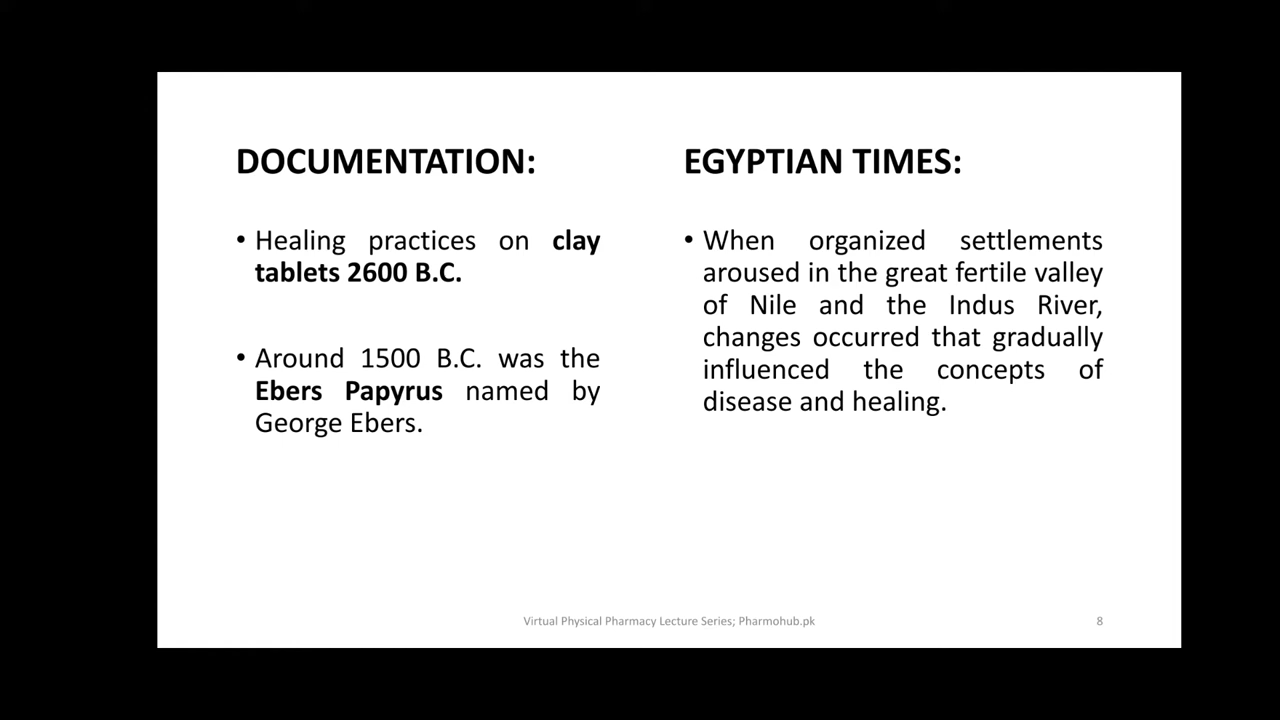 DOCUMENTATION:
• Healing practices on clay
tablets 2600 B.C.
• Around 1500 B.C. was the
Ebers Papyrus named by
George Ebers.
EGYPTIAN TIMES:
• When organized settlements
aroused in the great fertile valley
of Nile and the Indus River,
changes occurred that gradually
influenced the concepts of
disease and healing.
Virtual Physical Pharmacy Lecture Series; Pharmohub.pk
8